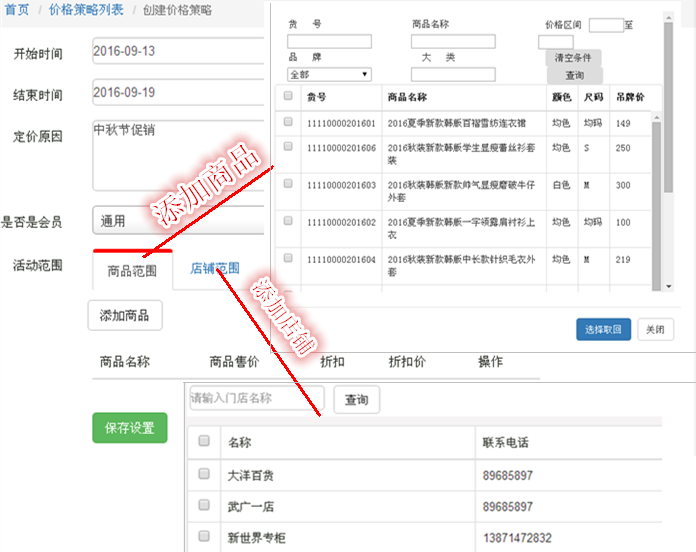 首页 / 价格策略列表 / 创建价格策略
开始时间 2016-09-13
结束时间 2016-09-19
定价原因 中秋节促销
是否是会员 通用
活动范围 商品范围 店铺范围
添加商品
商品名称 商品售价 折扣 折扣价 操作
保存设置
添加商品
添加店铺
货 号 商品名称 价格区间 至
品 牌 大 类 清空条件
全部 查询
货号 商品名称 颜色 尺码 吊牌价
11110000201601 2016夏季新款韩版百褶雪纺连衣裙 均色 均码 149
11110000201606 2016秋装新款韩版学生显瘦蕾丝衫套装 均色 S 250
11110000201603 2016秋装韩版新款帅气显瘦磨破牛仔外套 白色 M 300
11110000201602 2016夏季新款韩版一字领露肩衬衫上衣 均色 均码 100
11110000201604 2016秋装新款韩版中长款针织毛衣外套 均色 M 219
选择取回 关闭
请输入门店名称 查询
名称 联系电话
大洋百货 89685897
武广一店 89685897
新世界专柜 13871472832